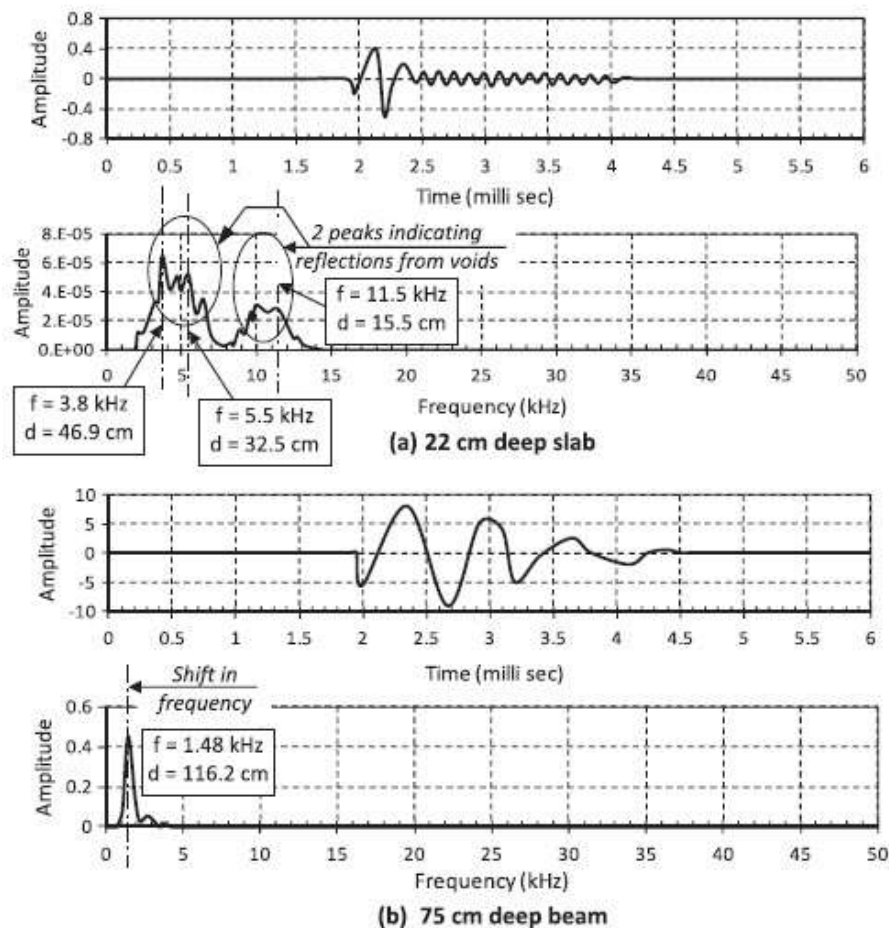 0.8
0.4
0
-0.4
-0.8
Amplitude
0 0.5 1 1.5 2 2.5 3 3.5 4 4.5 5 5.5 6
Time (milli sec)
8.E-05
6.E-05
4.E-05
2.E-05
0.E+00
Amplitude
2 peaks indicating
reflections from voids
f = 11.5 kHz
d = 15.5 cm
0 5 10 15 20 25 30 35 40 45 50
Frequency (kHz)
f = 3.8 kHz
d = 46.9 cm
f = 5.5 kHz
d = 32.5 cm
(a) 22 cm deep slab
10
5
0
-5
-10
Amplitude
0 0.5 1 1.5 2 2.5 3 3.5 4 4.5 5 5.5 6
Time (milli sec)
Shift in
frequency
0.6
0.4
0.2
0
Amplitude
f = 1.48 kHz
d = 116.2 cm
0 5 10 15 20 25 30 35 40 45 50
Frequency (kHz)
(b) 75 cm deep beam